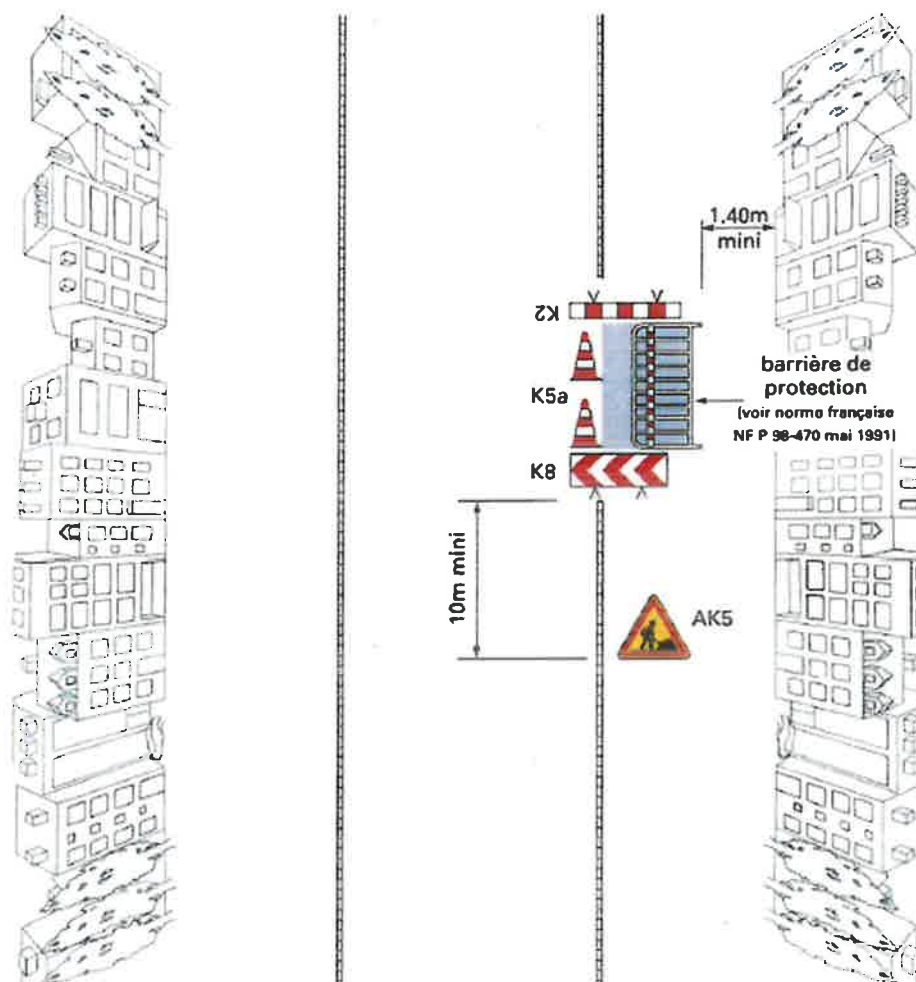 1.40m
mini
K2
barrière de
protection
(voir norme française
NF P 98-470 mai 1991)
K5a
K8
10m mini
AK5